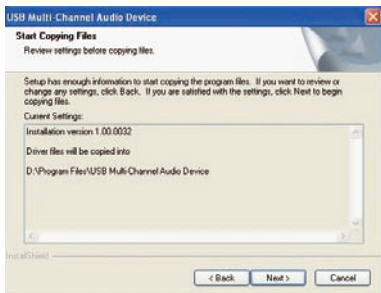 USB Multi-Channel Audio Device
Start Copying Files
Review settings before copying files.
Setup has enough information to start copying the program files. If you want to review or
change any settings, click Back. If you are satisfied with the settings, click Next to begin
copying files.
Current Settings:
Installation version 1.00.0032
Driver files will be copied into
D:\Program Files\USB Multi-Channel Audio Device
InstallShield
< Back
Next >
Cancel